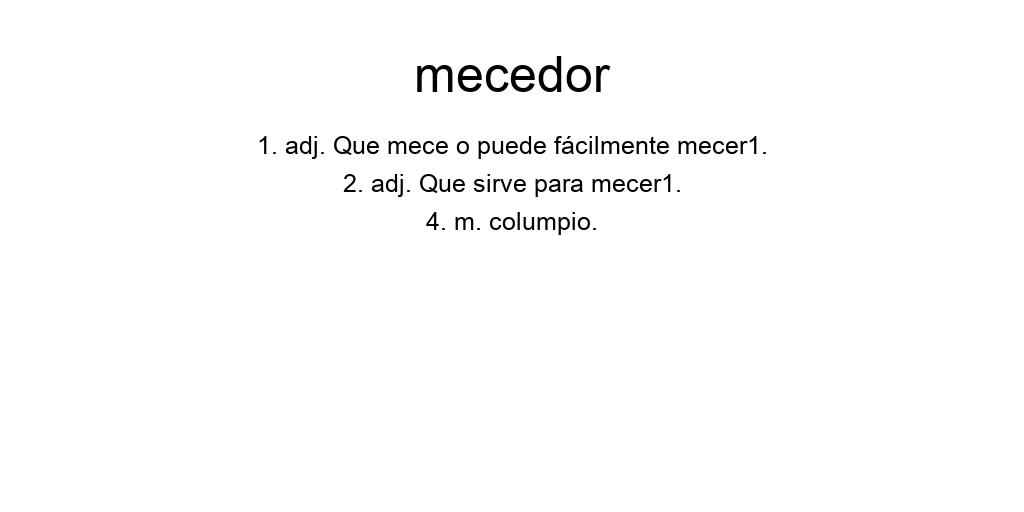 mecedor
1. adj. Que mece o puede fácilmente mecer1.
2. adj. Que sirve para mecer1.
4. m. columpio.